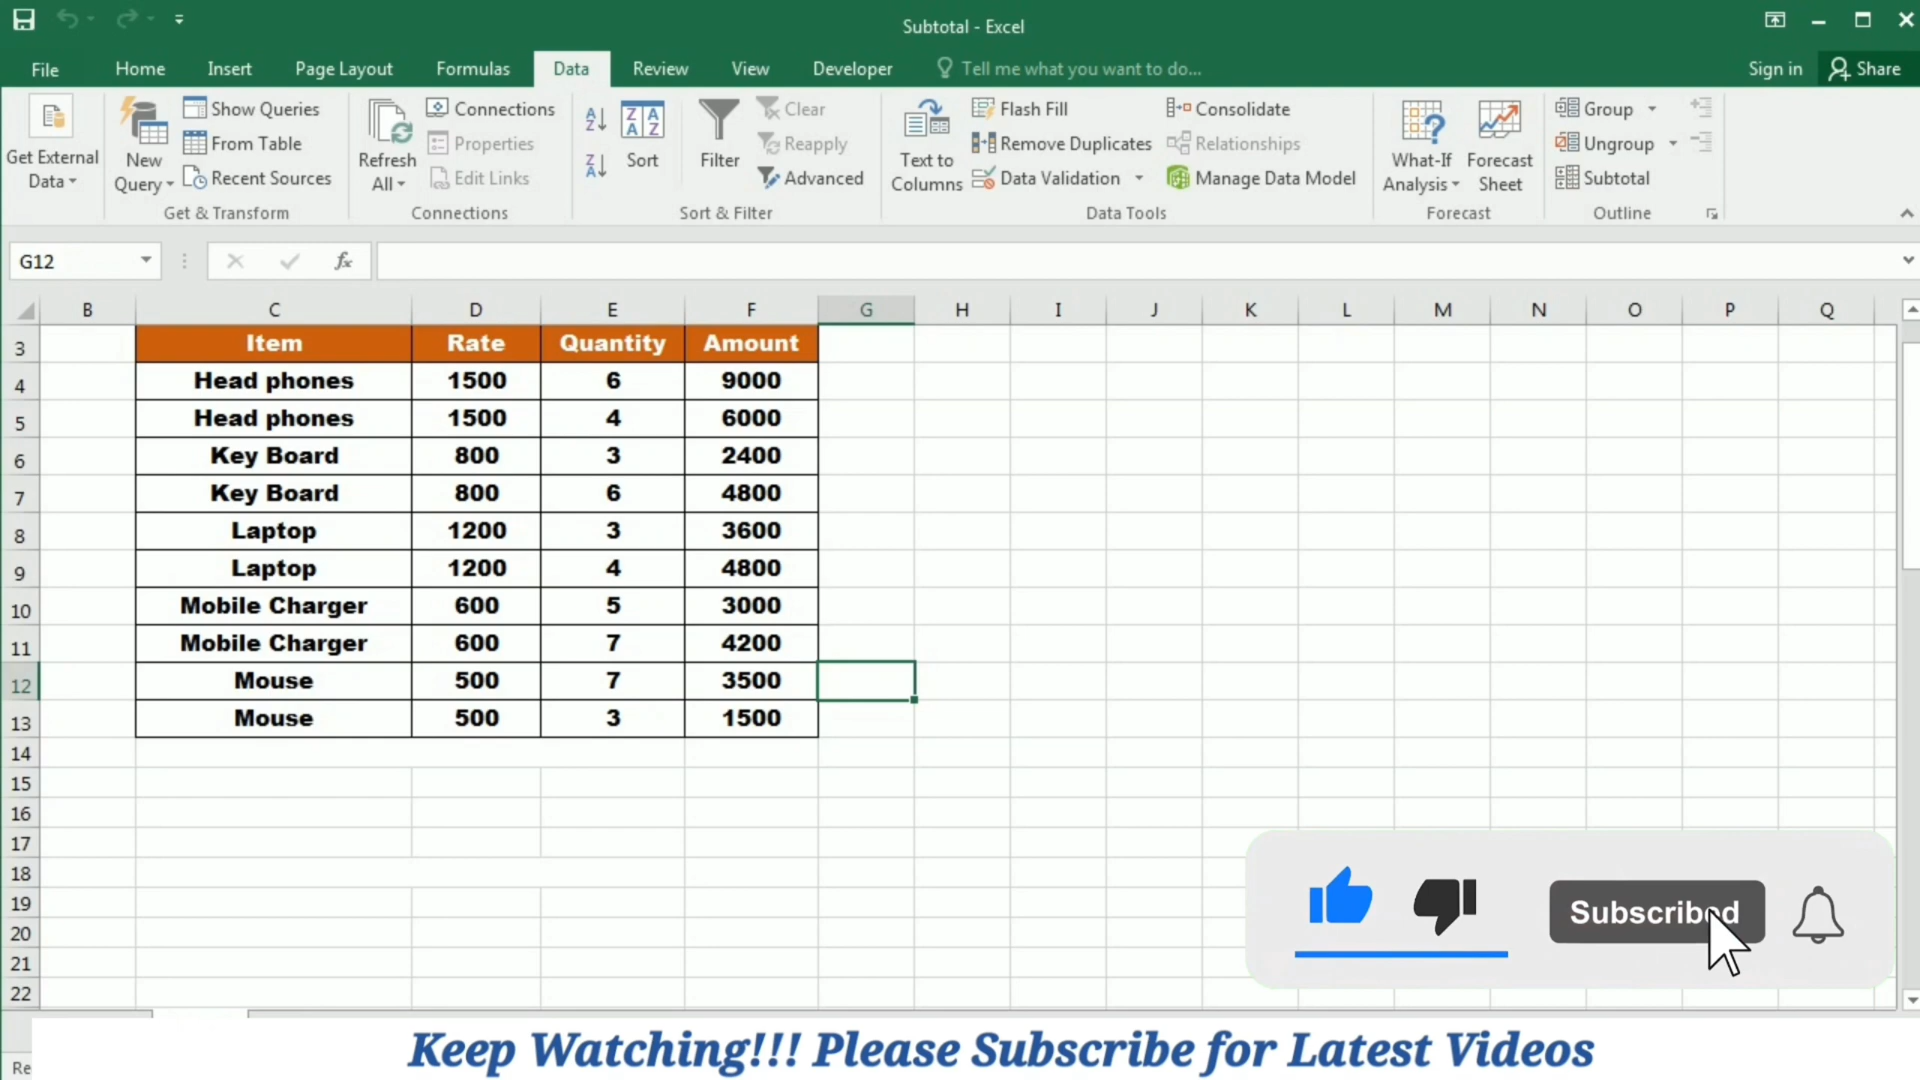 Subtotal - Excel
File Home Insert Page Layout Formulas Data Review View Developer Tell me what you want to do... Sign in Share
Get External Data
New Query
Show Queries
From Table
Recent Sources
Get & Transform
Refresh All
Connections
Properties
Edit Links
Connections
Sort
Filter
Clear
Reapply
Advanced
Sort & Filter
Text to Columns
Flash Fill
Remove Duplicates
Data Validation
Consolidate
Relationships
Manage Data Model
Data Tools
What-If Analysis
Forecast Sheet
Forecast
Group
Ungroup
Subtotal
Outline
G12 fx
B C D E F G H I J K L M N O P Q
3 Item Rate Quantity Amount
4 Head phones 1500 6 9000
5 Head phones 1500 4 6000
6 Key Board 800 3 2400
7 Key Board 800 6 4800
8 Laptop 1200 3 3600
9 Laptop 1200 4 4800
10 Mobile Charger 600 5 3000
11 Mobile Charger 600 7 4200
12 Mouse 500 7 3500
13 Mouse 500 3 1500
14
15
16
17
18
19
20
21
22
Subscribed
Keep Watching!!! Please Subscribe for Latest Videos
Re